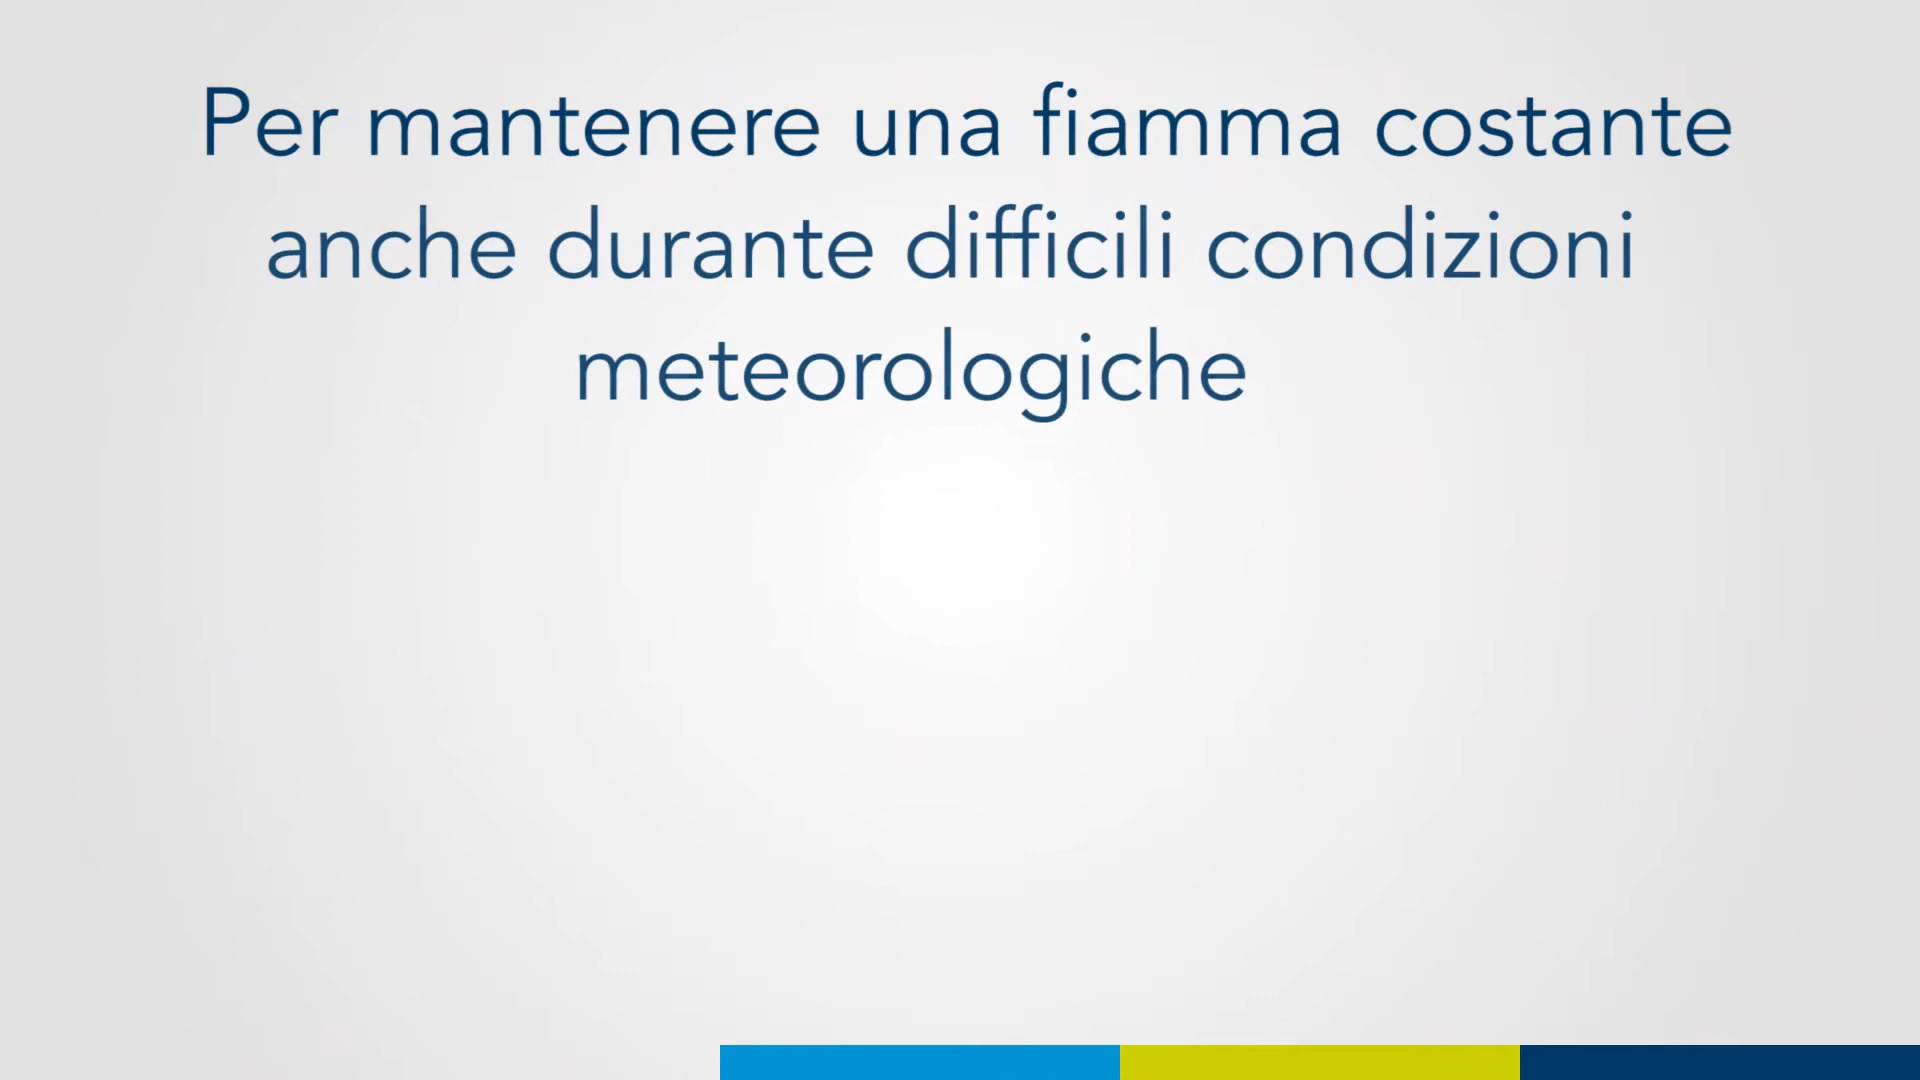 Per mantenere una fiamma costante
anche durante difficili condizioni
meteorologiche